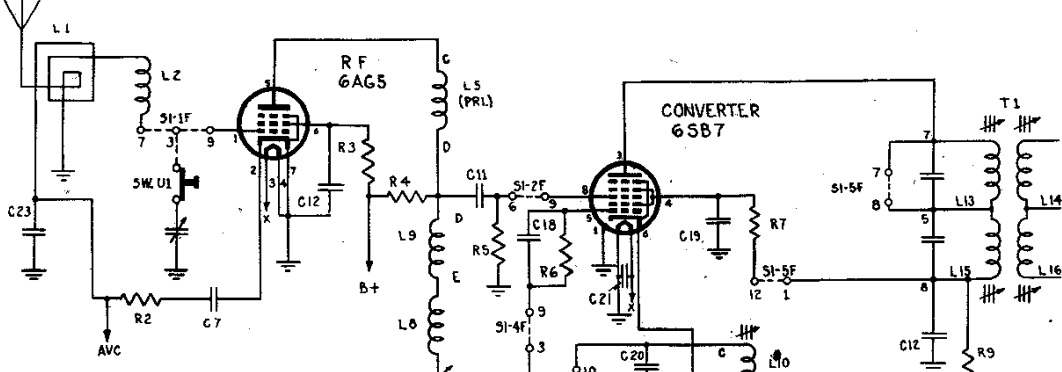 L1
L2
RF
6AG5
G
L5
(PRI.)
D
CONVERTER
6SB7
T1
S1-1F
7
3
9
5
1
6
2
3
4
7
X
SW. U1
C23
R3
C12
R4
C11
S1-2F
6
9
D
L9
E
L8
R5
C18
R6
3
8
5
4
1
6
C21
X
C19
R7
S1-5F
12
1
7
7
S1-5F
8
5
L13
L14
L15
L16
8
B+
R2
C7
AVC
9
S1-4F
3
10
C20
C
L10
C12
R9